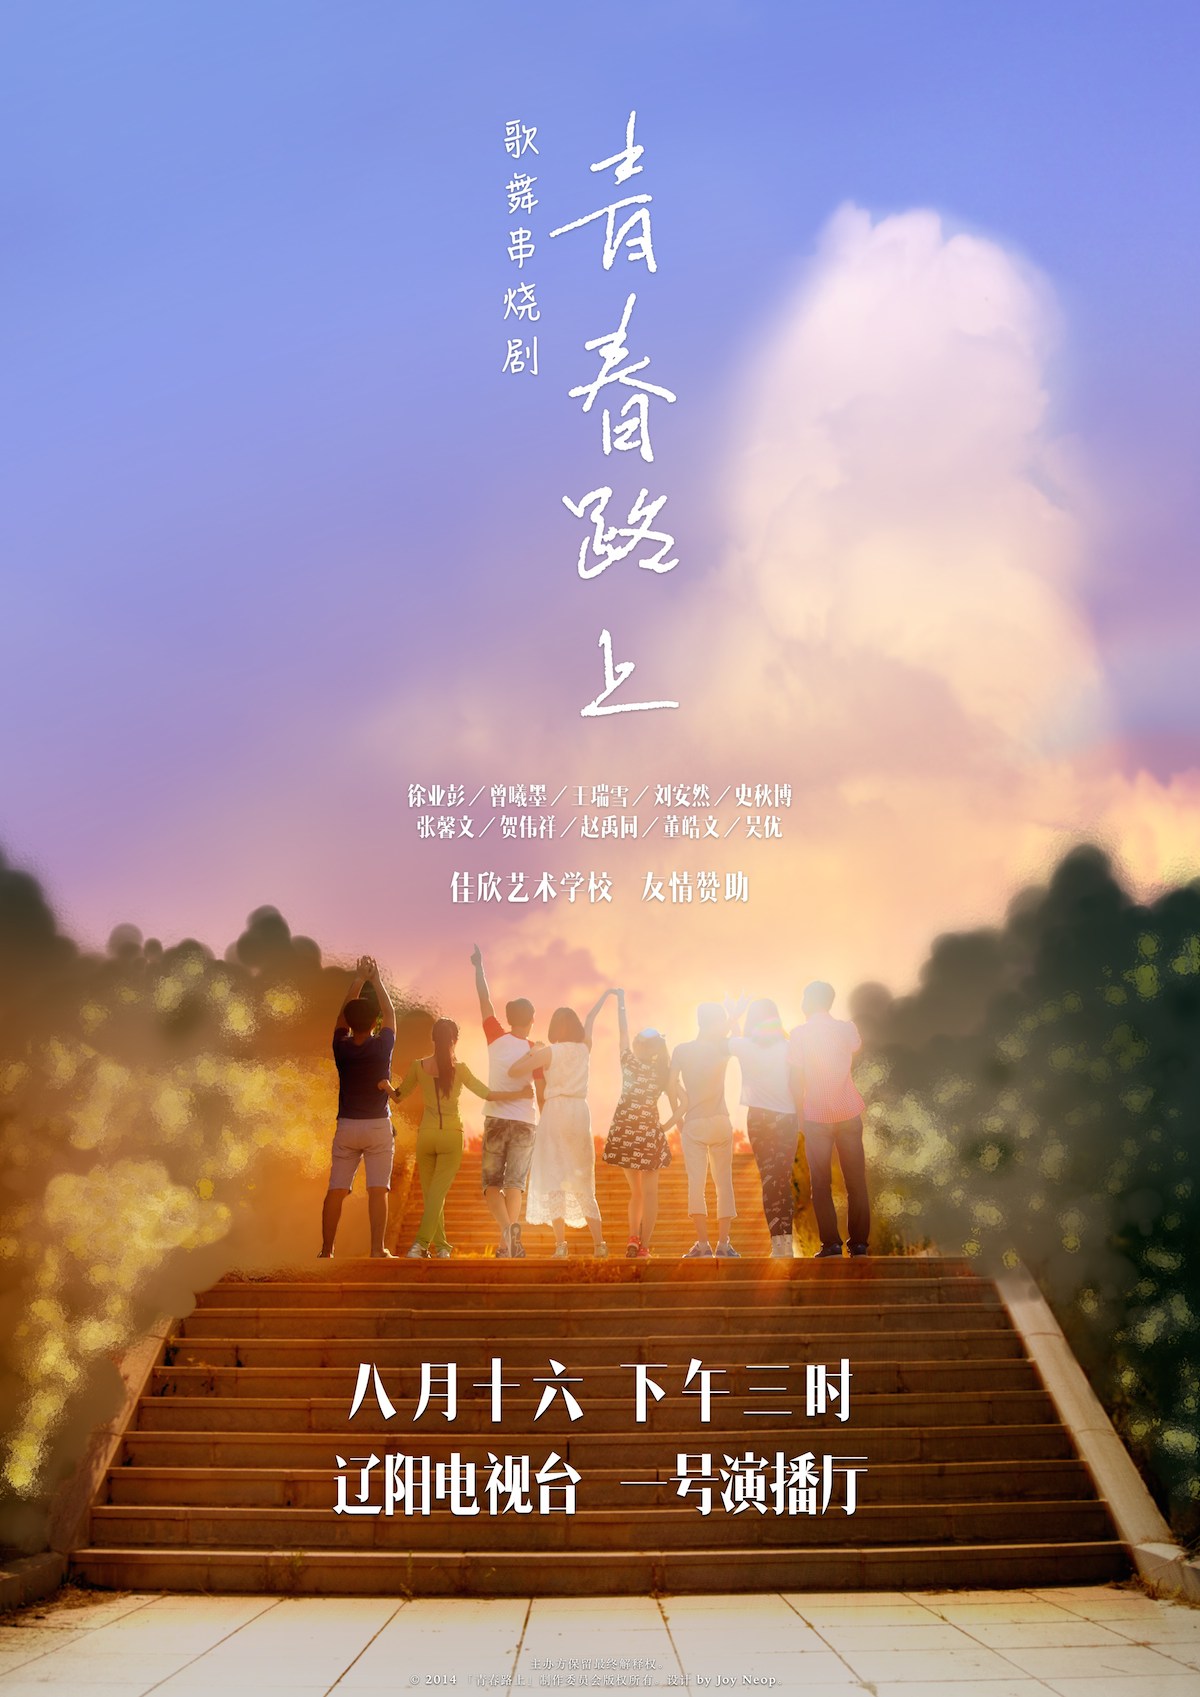 青春路上
歌舞串烧剧
徐业彭／曾曦墨／王瑞雪／刘安然／史秋博
张馨文／贺伟祥／赵禹同／董皓文／吴优
佳欣艺术学校 友情赞助
八月十六 下午三时
辽阳电视台 一号演播厅
主办方保留最终解释权。
© 2014 「青春路上」制作委员会版权所有。设计 by Joy Neop